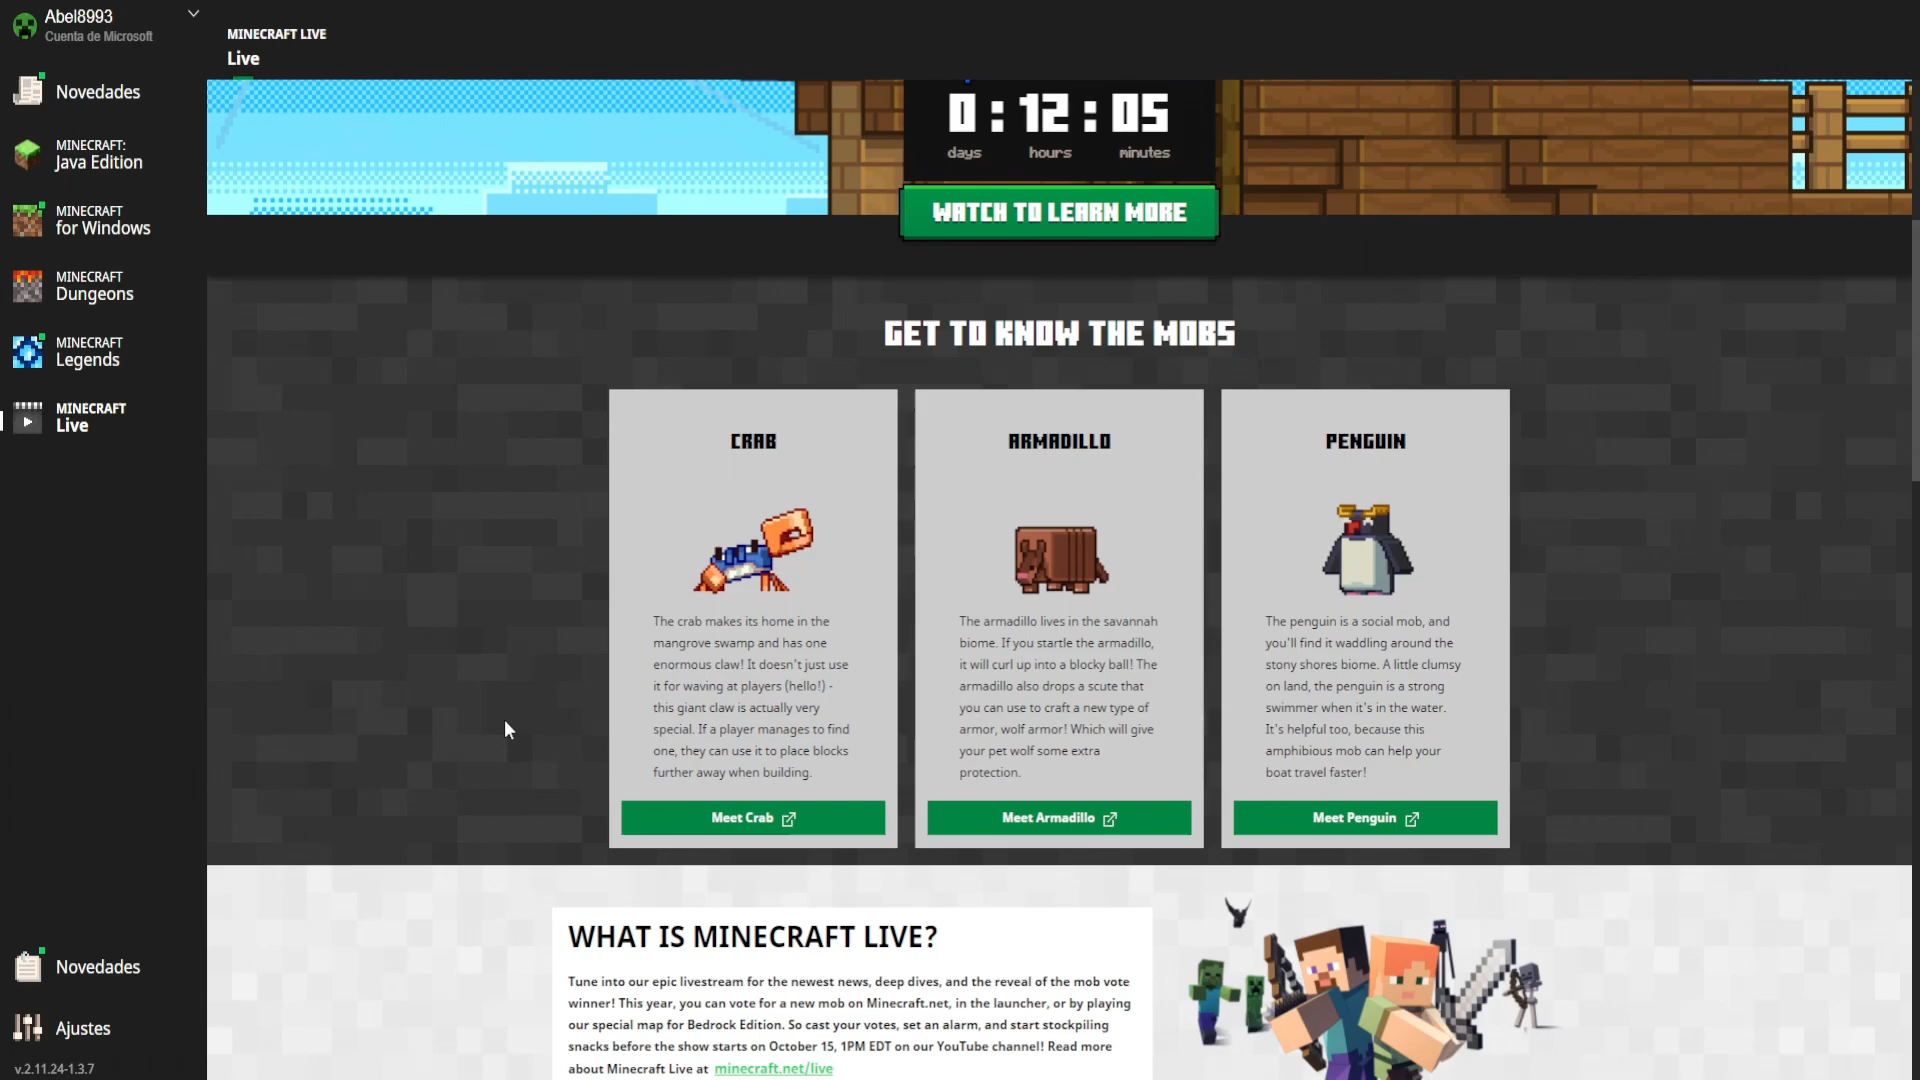 Abel8993
Cuenta de Microsoft
Novedades
MINECRAFT:
Java Edition
MINECRAFT
for Windows
MINECRAFT
Dungeons
MINECRAFT
Legends
MINECRAFT
Live
Novedades
Ajustes
v.2.11.24-1.3.7
MINECRAFT LIVE
Live
0 : 12 : 05
days hours minutes
WATCH TO LEARN MORE
GET TO KNOW THE MOBS
CRAB
The crab makes its home in the
mangrove swamp and has one
enormous claw! It doesn't just use
it for waving at players (hello!) -
this giant claw is actually very
special. If a player manages to find
one, they can use it to place blocks
further away when building.
Meet Crab
ARMADILLO
The armadillo lives in the savannah
biome. If you startle the armadillo,
it will curl up into a blocky ball! The
armadillo also drops a scute that
you can use to craft a new type of
armor, wolf armor! Which will give
your pet wolf some extra
protection.
Meet Armadillo
PENGUIN
The penguin is a social mob, and
you'll find it waddling around the
stony shores biome. A little clumsy
on land, the penguin is a strong
swimmer when it's in the water.
It's helpful too, because this
amphibious mob can help your
boat travel faster!
Meet Penguin
WHAT IS MINECRAFT LIVE?
Tune into our epic livestream for the newest news, deep dives, and the reveal of the mob vote
winner! This year, you can vote for a new mob on Minecraft.net, in the launcher, or by playing
our special map for Bedrock Edition. So cast your votes, set an alarm, and start stockpiling
snacks before the show starts on October 15, 1PM EDT on our YouTube channel! Read more
about Minecraft Live at minecraft.net/live